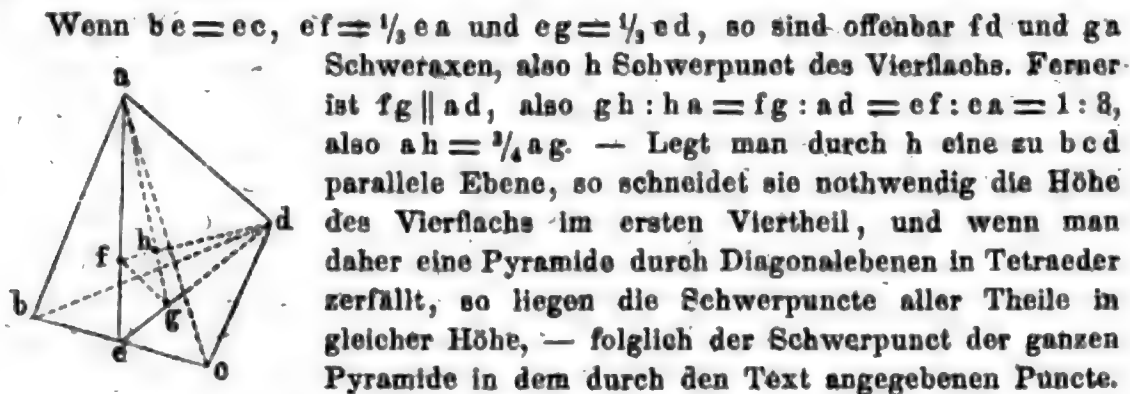 Wenn be = ec, ef = 1/3 ea und eg = 1/3 ed, so sind offenbar fd und ga
Schweraxen, also h Schwerpunct des Vierflachs. Ferner
ist fg || ad, also gh : ha = fg : ad = ef : ea = 1 : 3,
also ah = 3/4 ag. — Legt man durch h eine zu bcd
parallele Ebene, so schneidet sie nothwendig die Höhe
des Vierflachs im ersten Viertheil, und wenn man
daher eine Pyramide durch Diagonalebenen in Tetraeder
zerfällt, so liegen die Schwerpuncte aller Theile in
gleicher Höhe, — folglich der Schwerpunct der ganzen
Pyramide in dem durch den Text angegebenen Puncte.
a
d
h
f
b
g
e
c